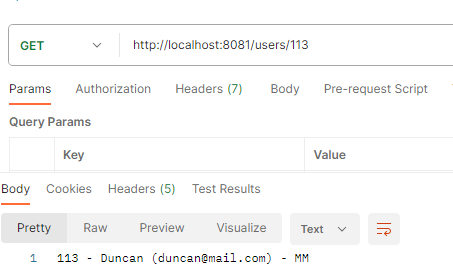 GET http://localhost:8081/users/113
Params Authorization Headers (7) Body Pre-request Script
Query Params
Key Value
Body Cookies Headers (5) Test Results
Pretty Raw Preview Visualize Text
1 113 - Duncan (duncan@mail.com) - MM